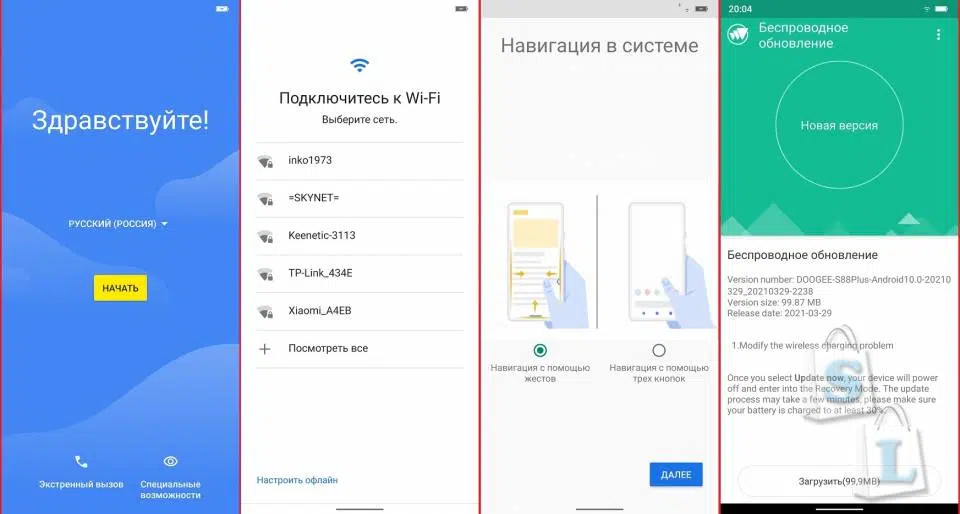 Здравствуйте!
РУССКИЙ (РОССИЯ)
НАЧАТЬ
Экстренный вызов
Специальные
возможности
Подключитесь к Wi-Fi
Выберите сеть.
inko1973
=SKYNET=
Keenetic-3113
TP-Link_434E
Xiaomi_A4EB
Посмотреть все
Настроить офлайн
Навигация в системе
Навигация с помощью
жестов
Навигация с помощью
трех кнопок
ДАЛЕЕ
20:04
Беспроводное
обновление
Новая версия
Беспроводное обновление
Version number: DOOGEE-S88Plus-Android10.0-20210
329_20210329-2238
Version size: 99.87 MB
Release date: 2021-03-29
1.Modify the wireless charging problem
Once you select Update now, your device will power
off and enter into the Recovery Mode. The update
process may take a few minutes, please make sure
your battery is charged to at least 30%.
Загрузить(99,9MB)
S
L